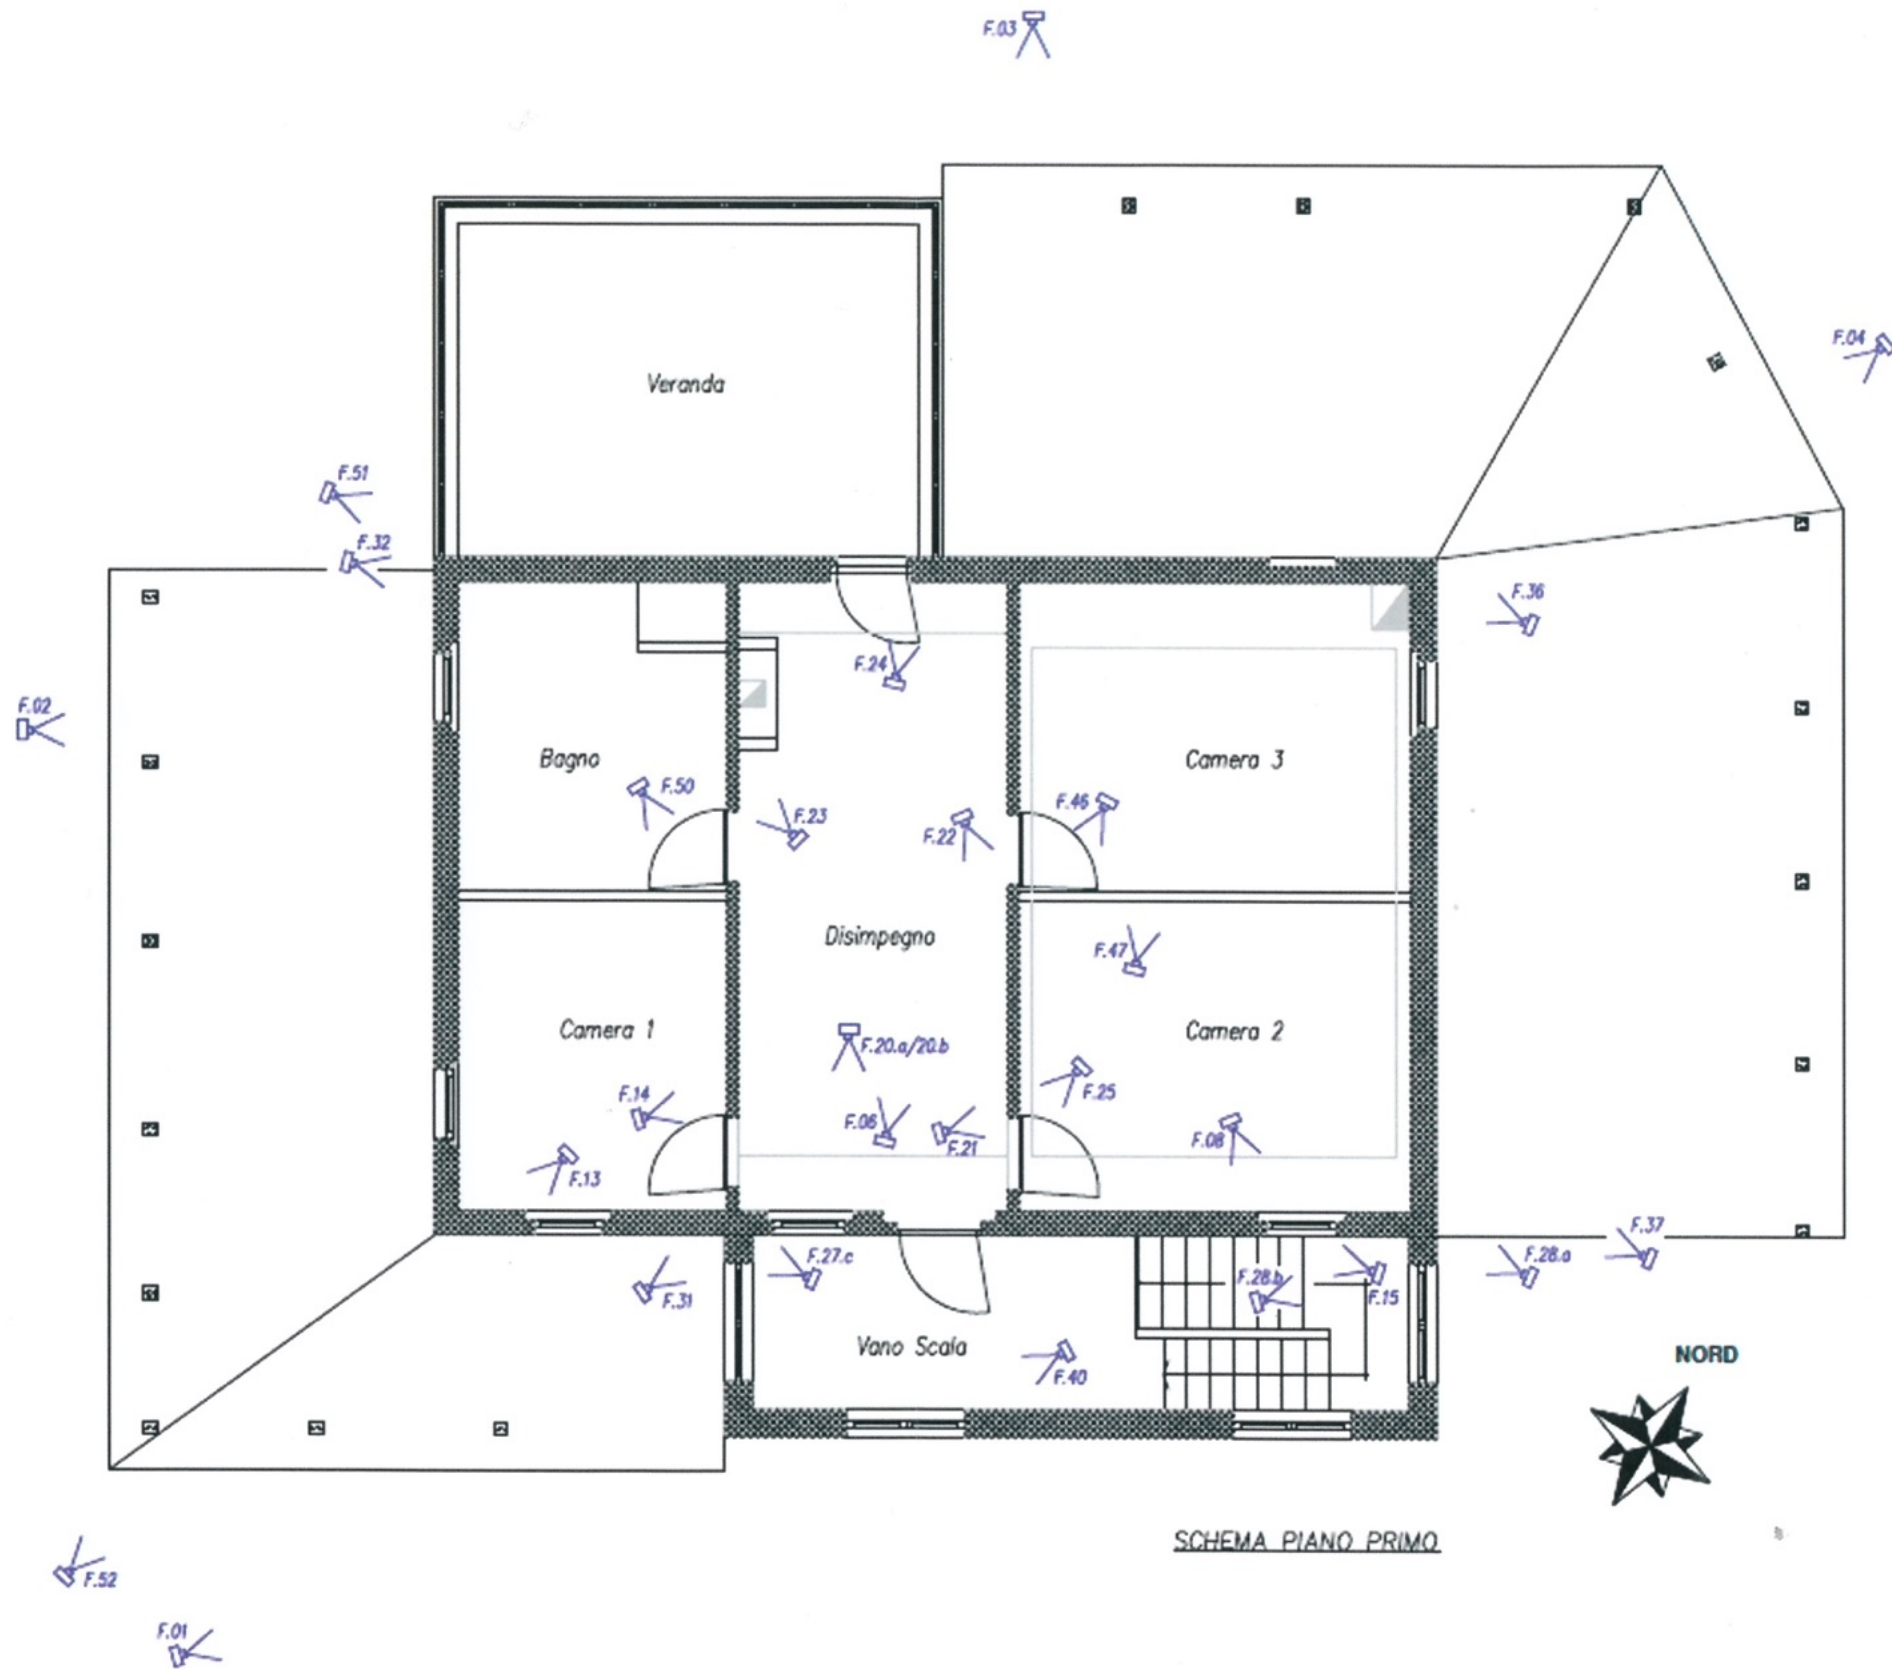 F.03
F.04
Veranda
F.51
F.32
F.36
F.24
F.02
Bagno
Camera 3
F.50
F.23
F.22
F.46
Disimpegno
F.47
Camera 1
Camera 2
F.20.a/20.b
F.14
F.06
F.21
F.25
F.08
F.13
F.27.c
F.28.b
F.15
F.28.a
F.37
F.31
Vano Scala
F.40
NORD
SCHEMA PIANO PRIMO
F.52
F.01